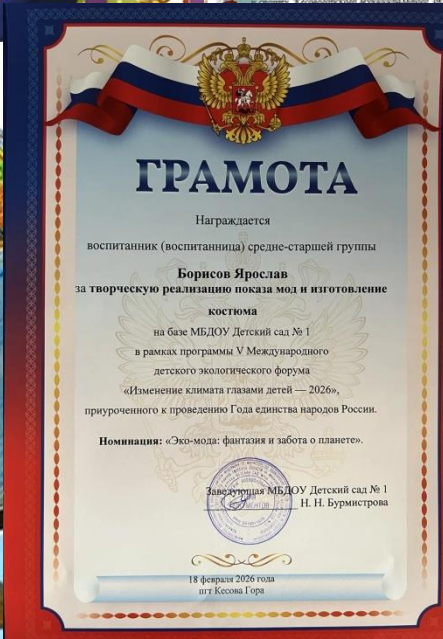 ГРАМОТА
Награждается
воспитанник (воспитанница) средне-старшей группы
Борисов Ярослав
за творческую реализацию показа мод и изготовление
костюма
на базе МБДОУ Детский сад № 1
в рамках программы V Международного
детского экологического форума
«Изменение климата глазами детей — 2026»,
приуроченного к проведению Года единства народов России.
Номинация: «Эко-мода: фантазия и забота о планете».
Заведующая МБДОУ Детский сад № 1
Н. Н. Бурмистрова
18 февраля 2026 года
пгт Кесова Гора